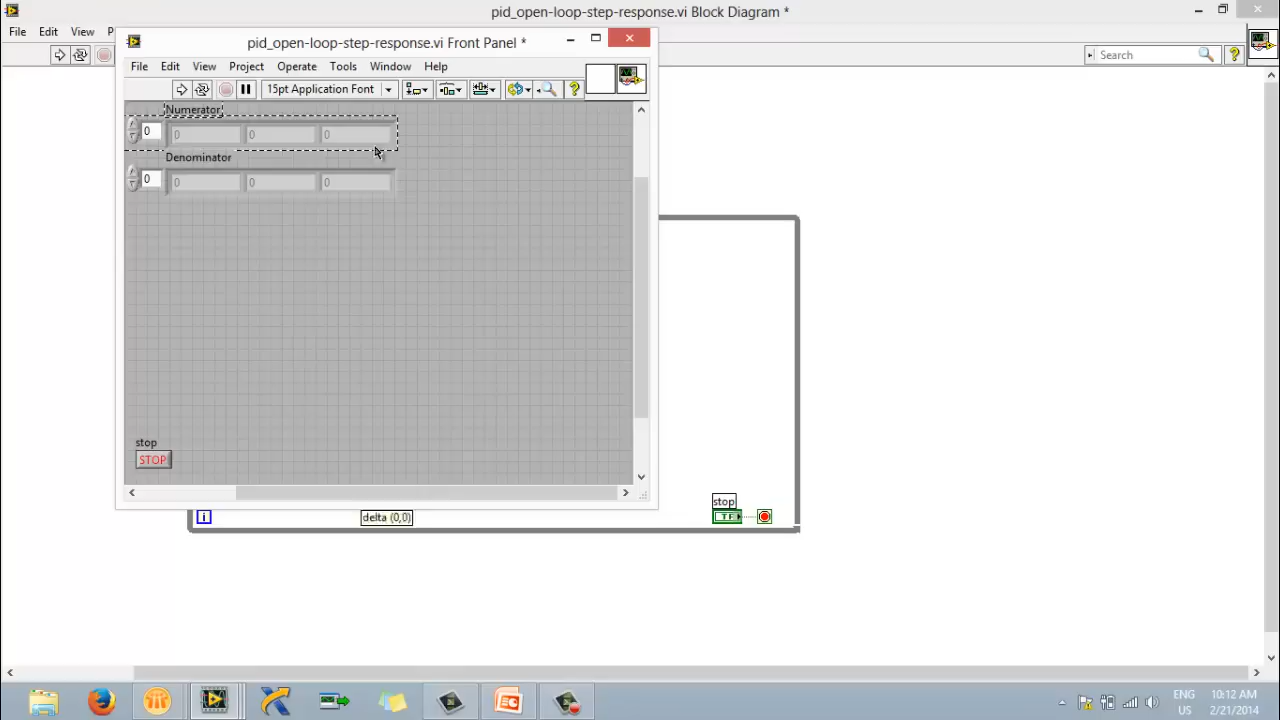 pid_open-loop-step-response.vi Block Diagram *
File Edit View P
Search
pid_open-loop-step-response.vi Front Panel *
File Edit View Project Operate Tools Window Help
15pt Application Font
Numerator
0 0 0 0
Denominator
0 0 0 0
stop
STOP
stop
TF
i
delta (0,0)
ENG 10:12 AM
US 2/21/2014